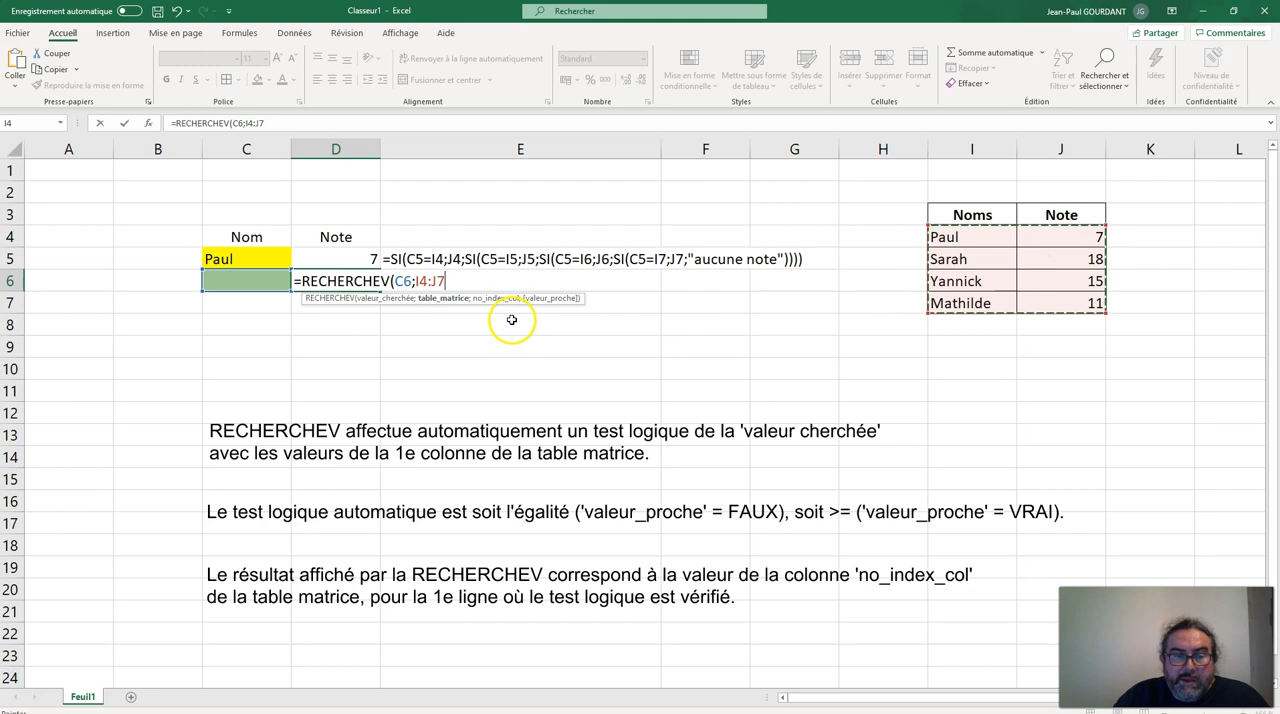 Enregistrement automatique
Classeur1 - Excel
Rechercher
Jean-Paul GOURDANT
JG
Fichier
Accueil
Insertion
Mise en page
Formules
Données
Révision
Affichage
Aide
Partager
Commentaires
Coller
Couper
Copier
Reproduire la mise en forme
Presse-papiers
11
G I S
Police
Renvoyer à la ligne automatiquement
Fusionner et centrer
Alignement
Standard
% 000
Nombre
Mise en forme conditionnelle
Mettre sous forme de tableau
Styles de cellules
Styles
Insérer
Supprimer
Format
Cellules
Somme automatique
Recopier
Effacer
Trier et filtrer
Rechercher et sélectionner
Édition
Idées
Idées
Niveau de confidentialité
Confidentialité
I4
fx
=RECHERCHEV(C6;I4:J7
A B C D E F G H I J K L
1
2
3 Noms Note
4 Nom Note Paul 7
5 Paul 7 =SI(C5=I4;J4;SI(C5=I5;J5;SI(C5=I6;J6;SI(C5=I7;J7;"aucune note")))) Sarah 18
6 =RECHERCHEV(C6;I4:J7 Yannick 15
RECHERCHEV(valeur_cherchée; table_matrice; no_index_col; [valeur_proche])
7 Mathilde 11
8
9
10
11
12
13 RECHERCHEV affectue automatiquement un test logique de la 'valeur cherchée'
14 avec les valeurs de la 1e colonne de la table matrice.
15
16 Le test logique automatique est soit l'égalité ('valeur_proche' = FAUX), soit >= ('valeur_proche' = VRAI).
17
18
19 Le résultat affiché par la RECHERCHEV correspond à la valeur de la colonne 'no_index_col'
20 de la table matrice, pour la 1e ligne où le test logique est vérifié.
21
22
23
24
Feuil1